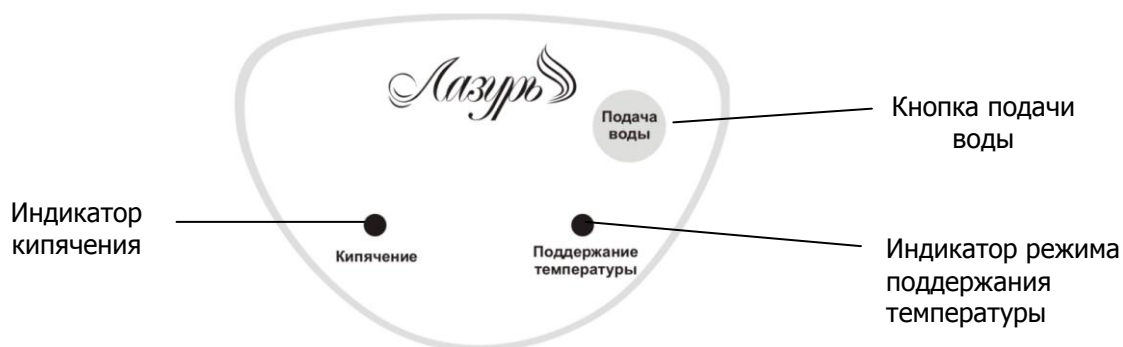 Лазурь
Подача
воды
Кнопка подачи
воды
Индикатор
кипячения
Кипячение
Поддержание
температуры
Индикатор режима
поддержания
температуры